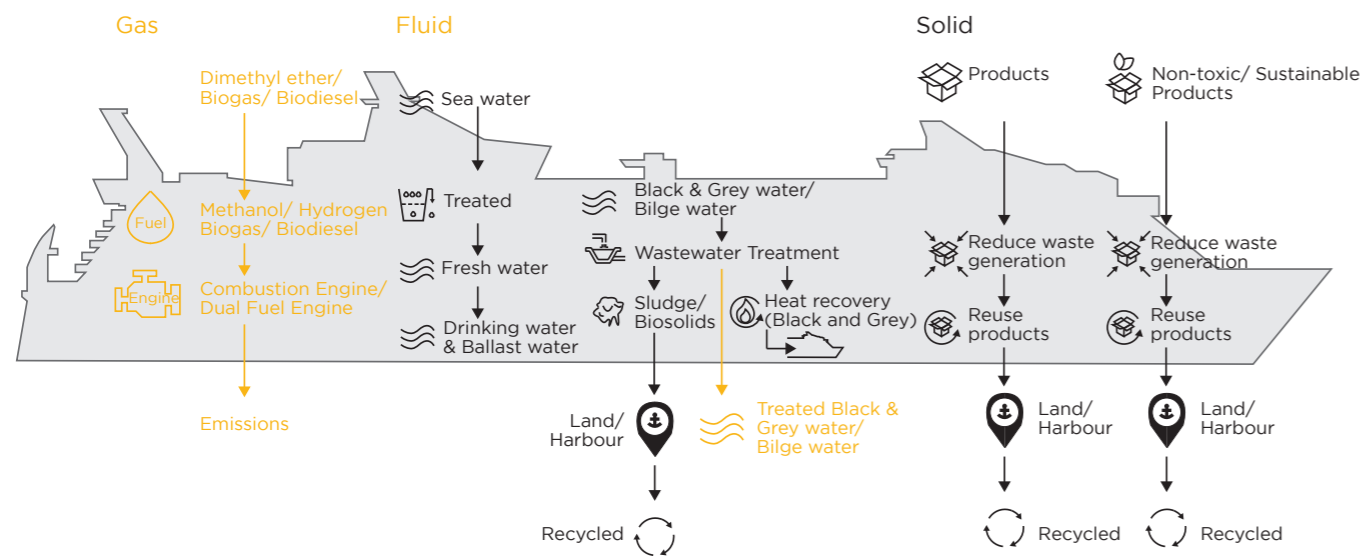 Gas
Fluid
Solid
Dimethyl ether/
Biogas/ Biodiesel
Fuel
Methanol/ Hydrogen
Biogas/ Biodiesel
Engine
Combustion Engine/
Dual Fuel Engine
Emissions
Sea water
Treated
Fresh water
Drinking water
& Ballast water
Black & Grey water/
Bilge water
Wastewater Treatment
Sludge/
Biosolids
Heat recovery
(Black and Grey)
Land/
Harbour
Treated Black &
Grey water/
Bilge water
Recycled
Products
Reduce waste
generation
Reuse
products
Land/
Harbour
Recycled
Non-toxic/ Sustainable
Products
Reduce waste
generation
Reuse
products
Land/
Harbour
Recycled